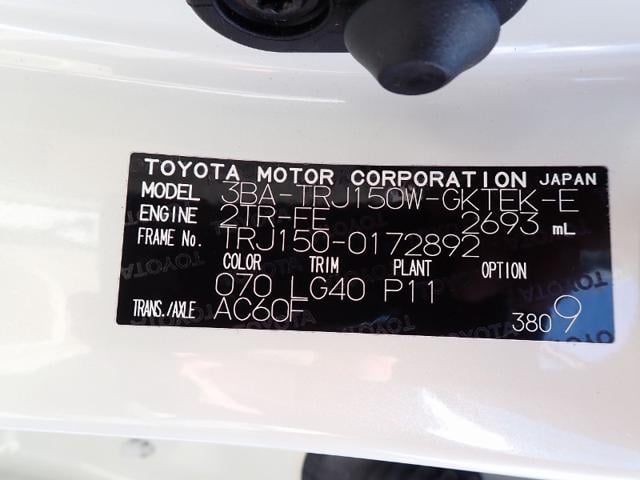 TOYOTA MOTOR CORPORATION JAPAN
MODEL 3BA-TRJ150W-GKTEK-E
ENGINE 2TR-FE 2693 mL
FRAME No. TRJ150-0172892
COLOR TRIM PLANT OPTION
070 LG40 P11
TRANS./AXLE AC60F
3809